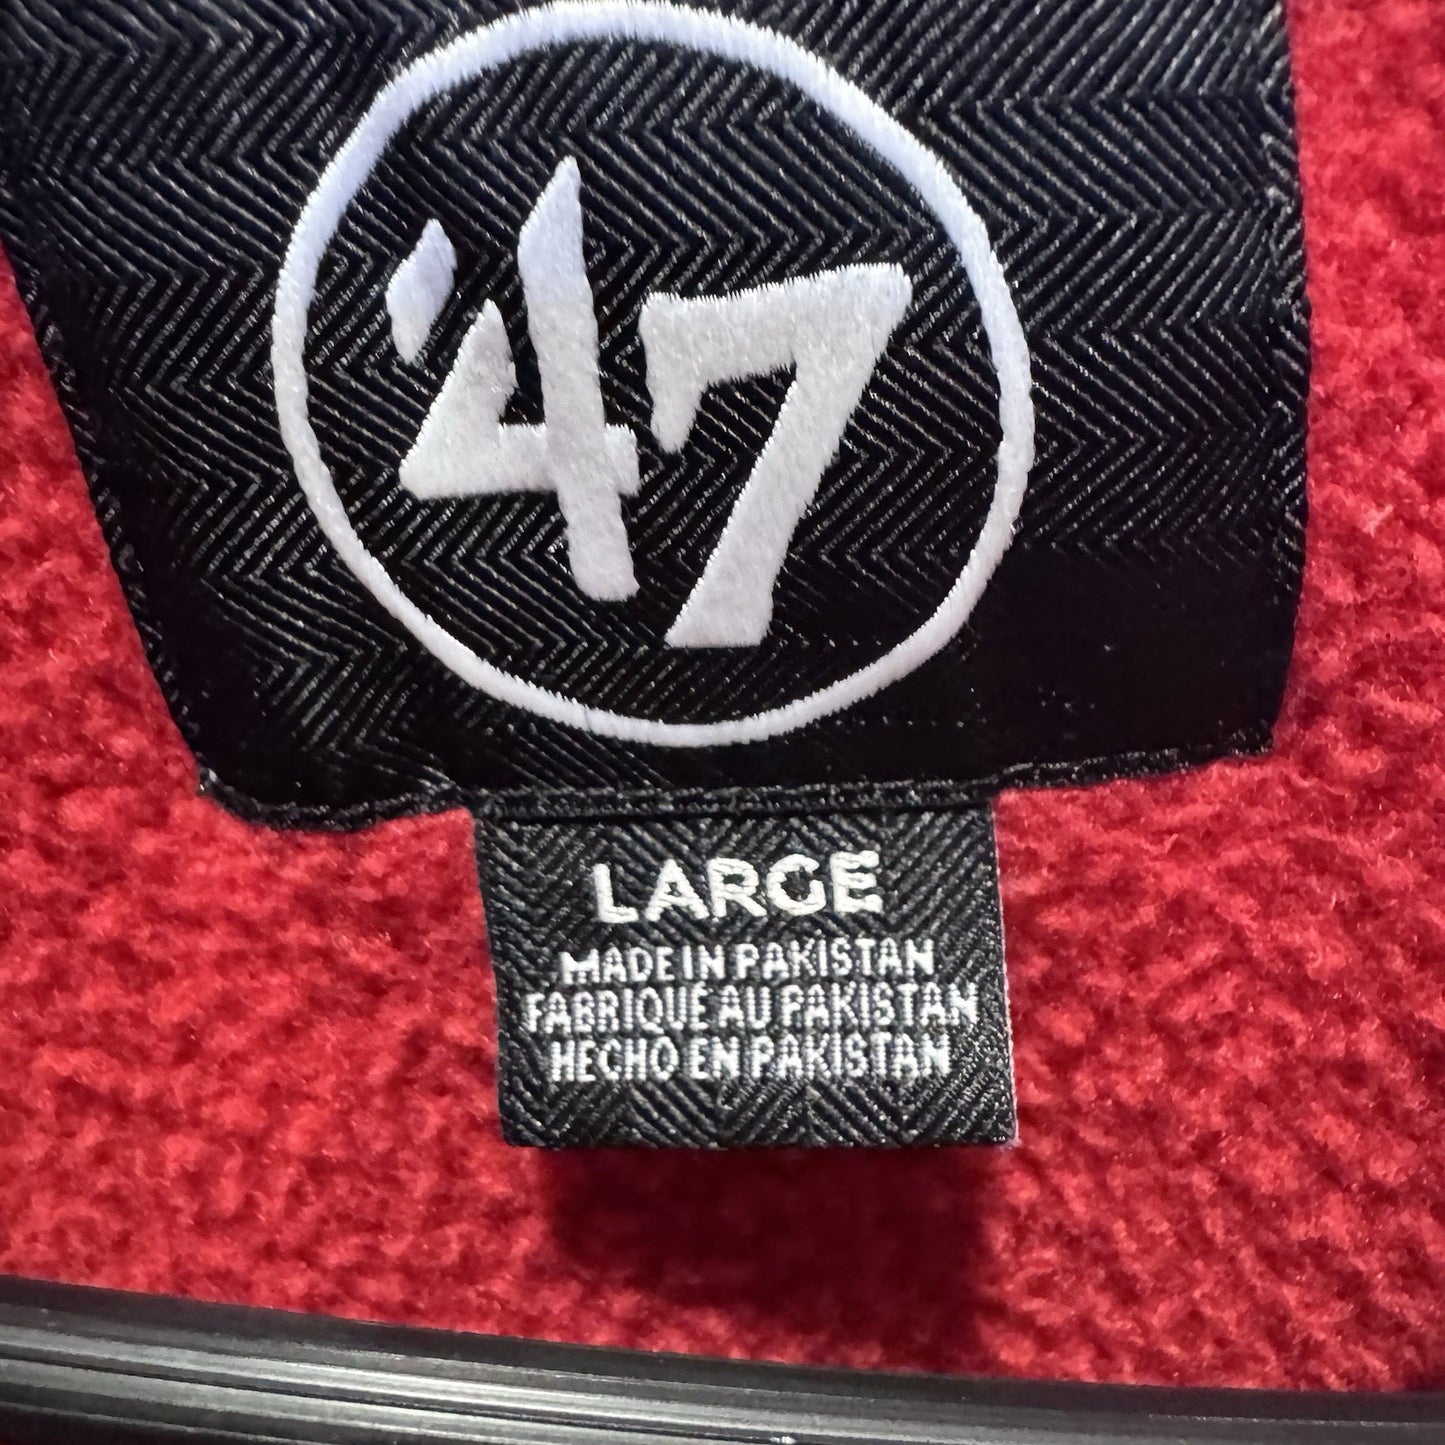 '47
LARGE
MADE IN PAKISTAN
FABRIQUÉ AU PAKISTAN
HECHO EN PAKISTAN